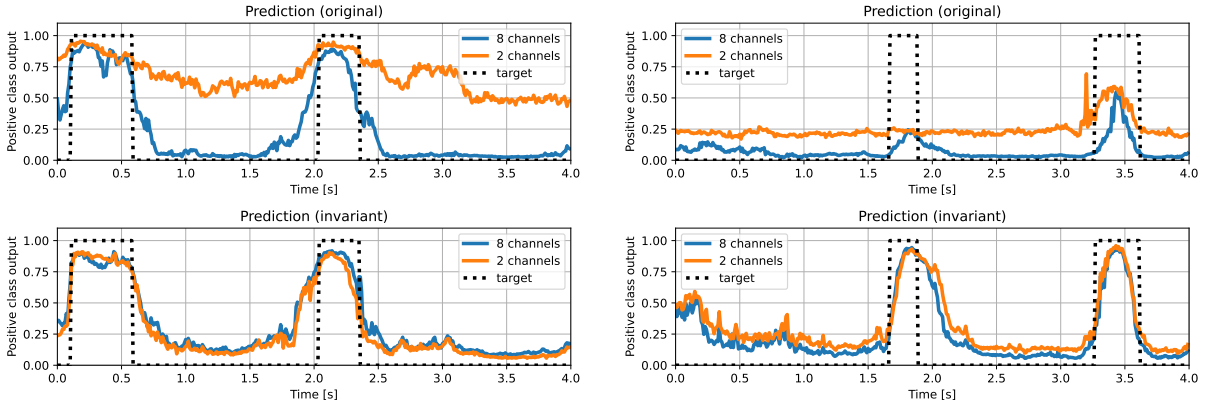 Prediction (original)
Positive class output
1.00
0.75
0.50
0.25
0.00
8 channels
2 channels
target
0.0 0.5 1.0 1.5 2.0 2.5 3.0 3.5 4.0
Time [s]
Prediction (original)
Positive class output
1.00
0.75
0.50
0.25
0.00
8 channels
2 channels
target
0.0 0.5 1.0 1.5 2.0 2.5 3.0 3.5 4.0
Time [s]
Prediction (invariant)
Positive class output
1.00
0.75
0.50
0.25
0.00
8 channels
2 channels
target
0.0 0.5 1.0 1.5 2.0 2.5 3.0 3.5 4.0
Time [s]
Prediction (invariant)
Positive class output
1.00
0.75
0.50
0.25
0.00
8 channels
2 channels
target
0.0 0.5 1.0 1.5 2.0 2.5 3.0 3.5 4.0
Time [s]